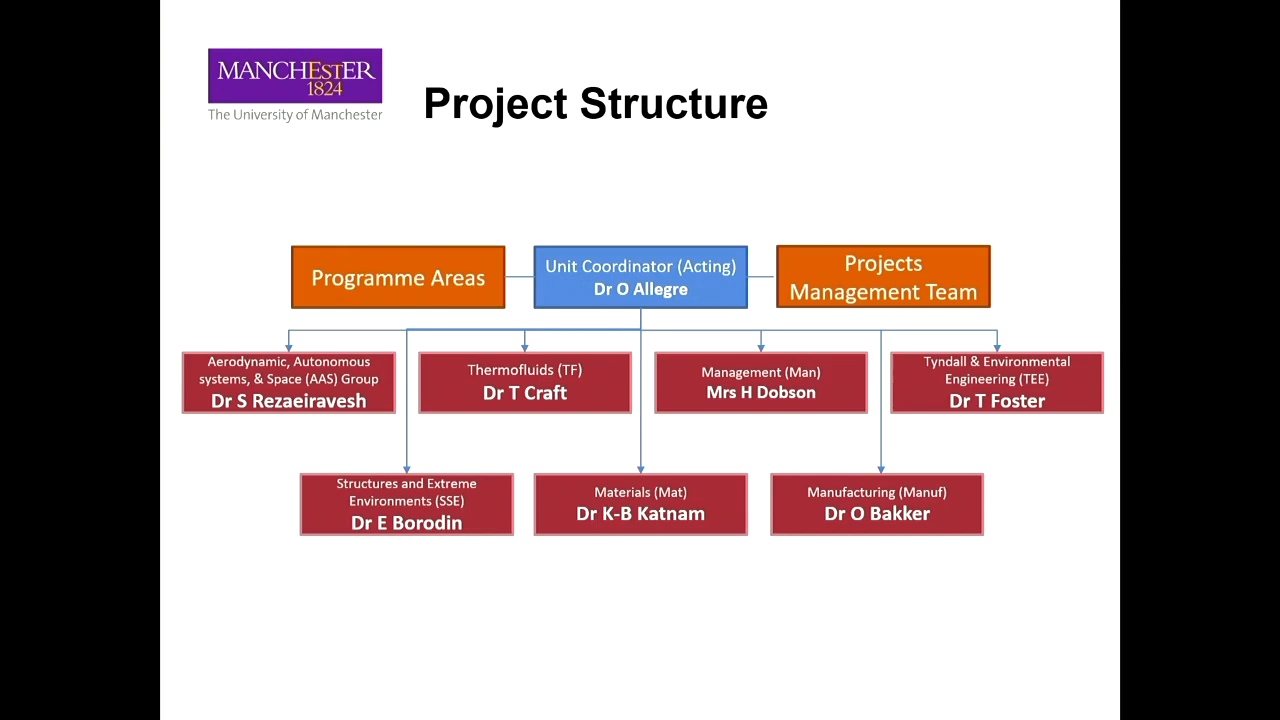 MANCHESTER
1824
The University of Manchester
Project Structure
Programme Areas
Unit Coordinator (Acting)
Dr O Allegre
Projects
Management Team
Aerodynamic, Autonomous
systems, & Space (AAS) Group
Dr S Rezaeiravesh
Thermofluids (TF)
Dr T Craft
Management (Man)
Mrs H Dobson
Tyndall & Environmental
Engineering (TEE)
Dr T Foster
Structures and Extreme
Environments (SSE)
Dr E Borodin
Materials (Mat)
Dr K-B Katnam
Manufacturing (Manuf)
Dr O Bakker